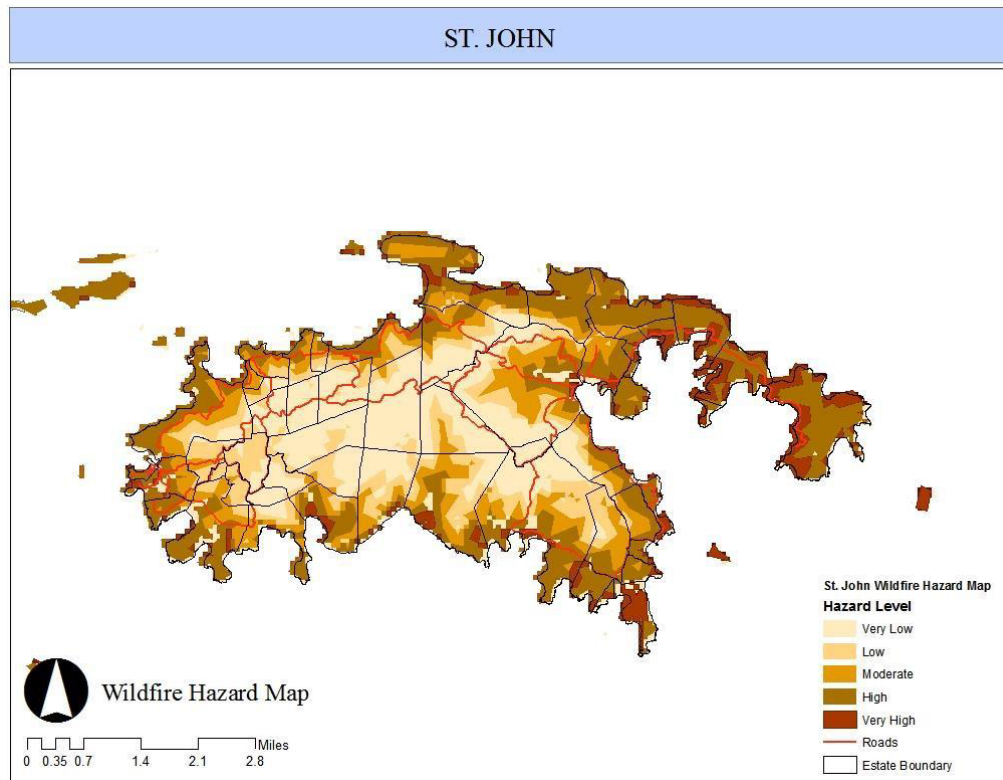 ST. JOHN
St. John Wildfire Hazard Map
Hazard Level
Very Low
Low
Moderate
High
Very High
Roads
Estate Boundary
Wildfire Hazard Map
Miles
0 0.35 0.7 1.4 2.1 2.8